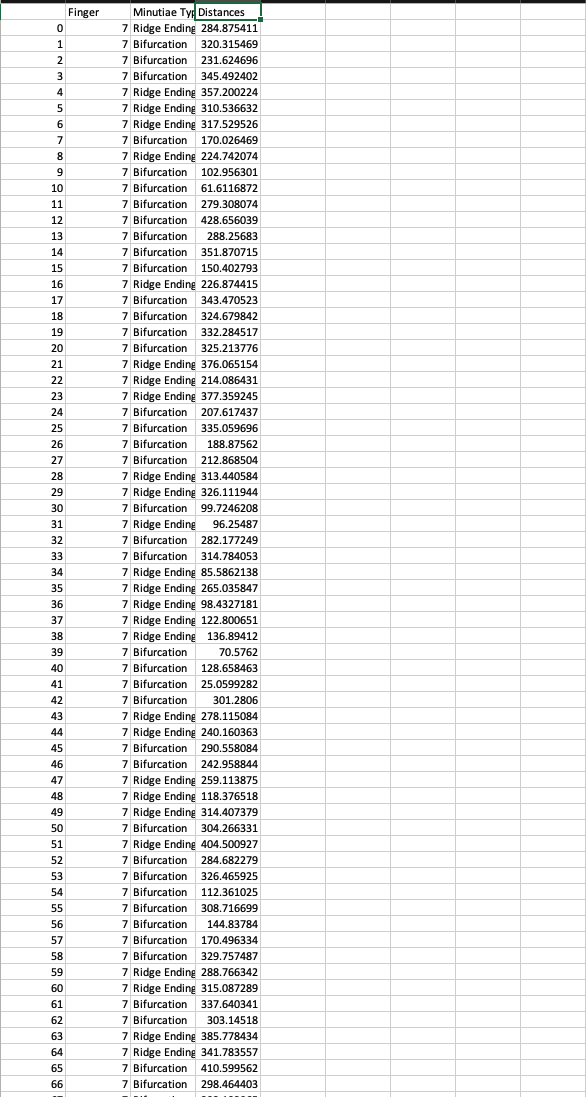 Finger Minutiae Typ Distances
0 7 Ridge Ending 284.875411
1 7 Bifurcation 320.315469
2 7 Bifurcation 231.624696
3 7 Bifurcation 345.492402
4 7 Ridge Ending 357.200224
5 7 Ridge Ending 310.536632
6 7 Ridge Ending 317.529526
7 7 Bifurcation 170.026469
8 7 Ridge Ending 224.742074
9 7 Bifurcation 102.956301
10 7 Bifurcation 61.6116872
11 7 Bifurcation 279.308074
12 7 Bifurcation 428.656039
13 7 Bifurcation 288.25683
14 7 Bifurcation 351.870715
15 7 Bifurcation 150.402793
16 7 Ridge Ending 226.874415
17 7 Bifurcation 343.470523
18 7 Bifurcation 324.679842
19 7 Bifurcation 332.284517
20 7 Bifurcation 325.213776
21 7 Ridge Ending 376.065154
22 7 Ridge Ending 214.086431
23 7 Ridge Ending 377.359245
24 7 Bifurcation 207.617437
25 7 Bifurcation 335.059696
26 7 Bifurcation 188.87562
27 7 Bifurcation 212.868504
28 7 Ridge Ending 313.440584
29 7 Ridge Ending 326.111944
30 7 Bifurcation 99.7246208
31 7 Ridge Ending 96.25487
32 7 Bifurcation 282.177249
33 7 Bifurcation 314.784053
34 7 Ridge Ending 85.5862138
35 7 Ridge Ending 265.035847
36 7 Ridge Ending 98.4327181
37 7 Ridge Ending 122.800651
38 7 Ridge Ending 136.89412
39 7 Bifurcation 70.5762
40 7 Bifurcation 128.658463
41 7 Bifurcation 25.0599282
42 7 Bifurcation 301.2806
43 7 Ridge Ending 278.115084
44 7 Ridge Ending 240.160363
45 7 Bifurcation 290.558084
46 7 Bifurcation 242.958844
47 7 Ridge Ending 259.113875
48 7 Ridge Ending 118.376518
49 7 Ridge Ending 314.407379
50 7 Bifurcation 304.266331
51 7 Ridge Ending 404.500927
52 7 Bifurcation 284.682279
53 7 Bifurcation 326.465925
54 7 Bifurcation 112.361025
55 7 Bifurcation 308.716699
56 7 Bifurcation 144.83784
57 7 Bifurcation 170.496334
58 7 Bifurcation 329.757487
59 7 Ridge Ending 288.766342
60 7 Ridge Ending 315.087289
61 7 Bifurcation 337.640341
62 7 Bifurcation 303.14518
63 7 Ridge Ending 385.778434
64 7 Ridge Ending 341.783557
65 7 Bifurcation 410.599562
66 7 Bifurcation 298.464403